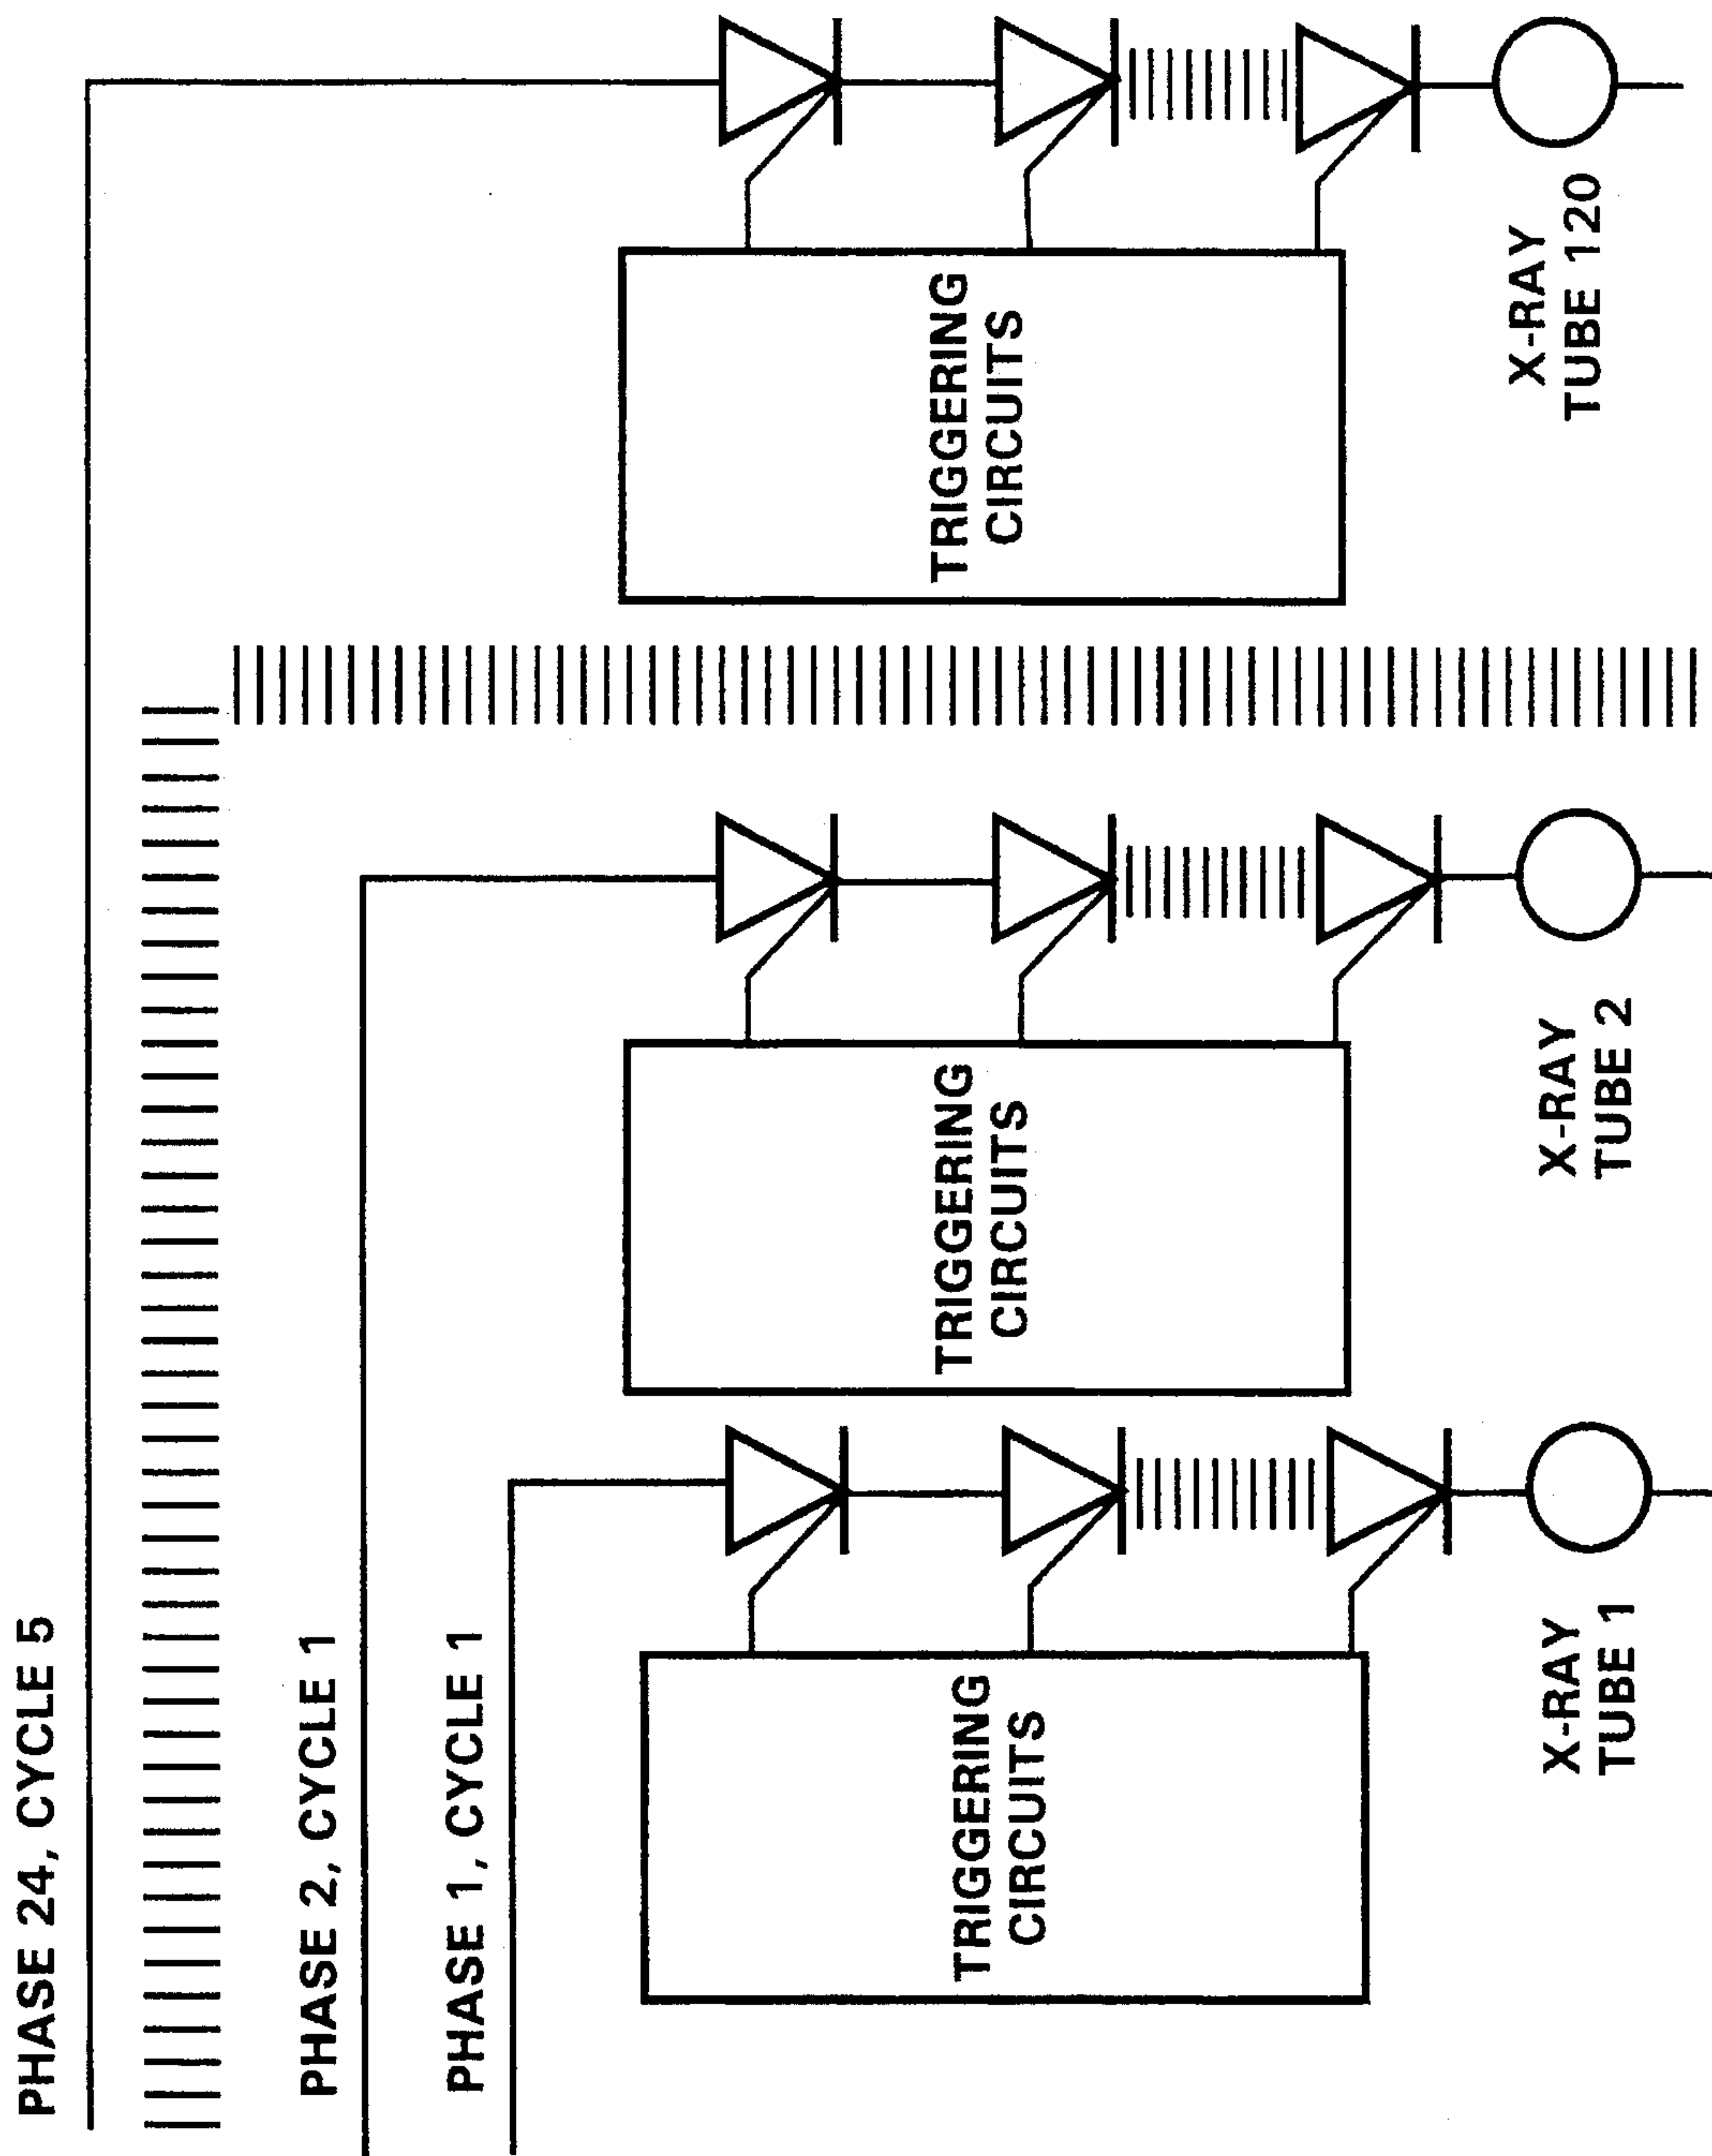 PHASE 24, CYCLE 5
PHASE 2, CYCLE 1
PHASE 1, CYCLE 1
TRIGGERING
CIRCUITS
TRIGGERING
CIRCUITS
TRIGGERING
CIRCUITS
X-RAY
TUBE 1
X-RAY
TUBE 2
X-RAY
TUBE 120